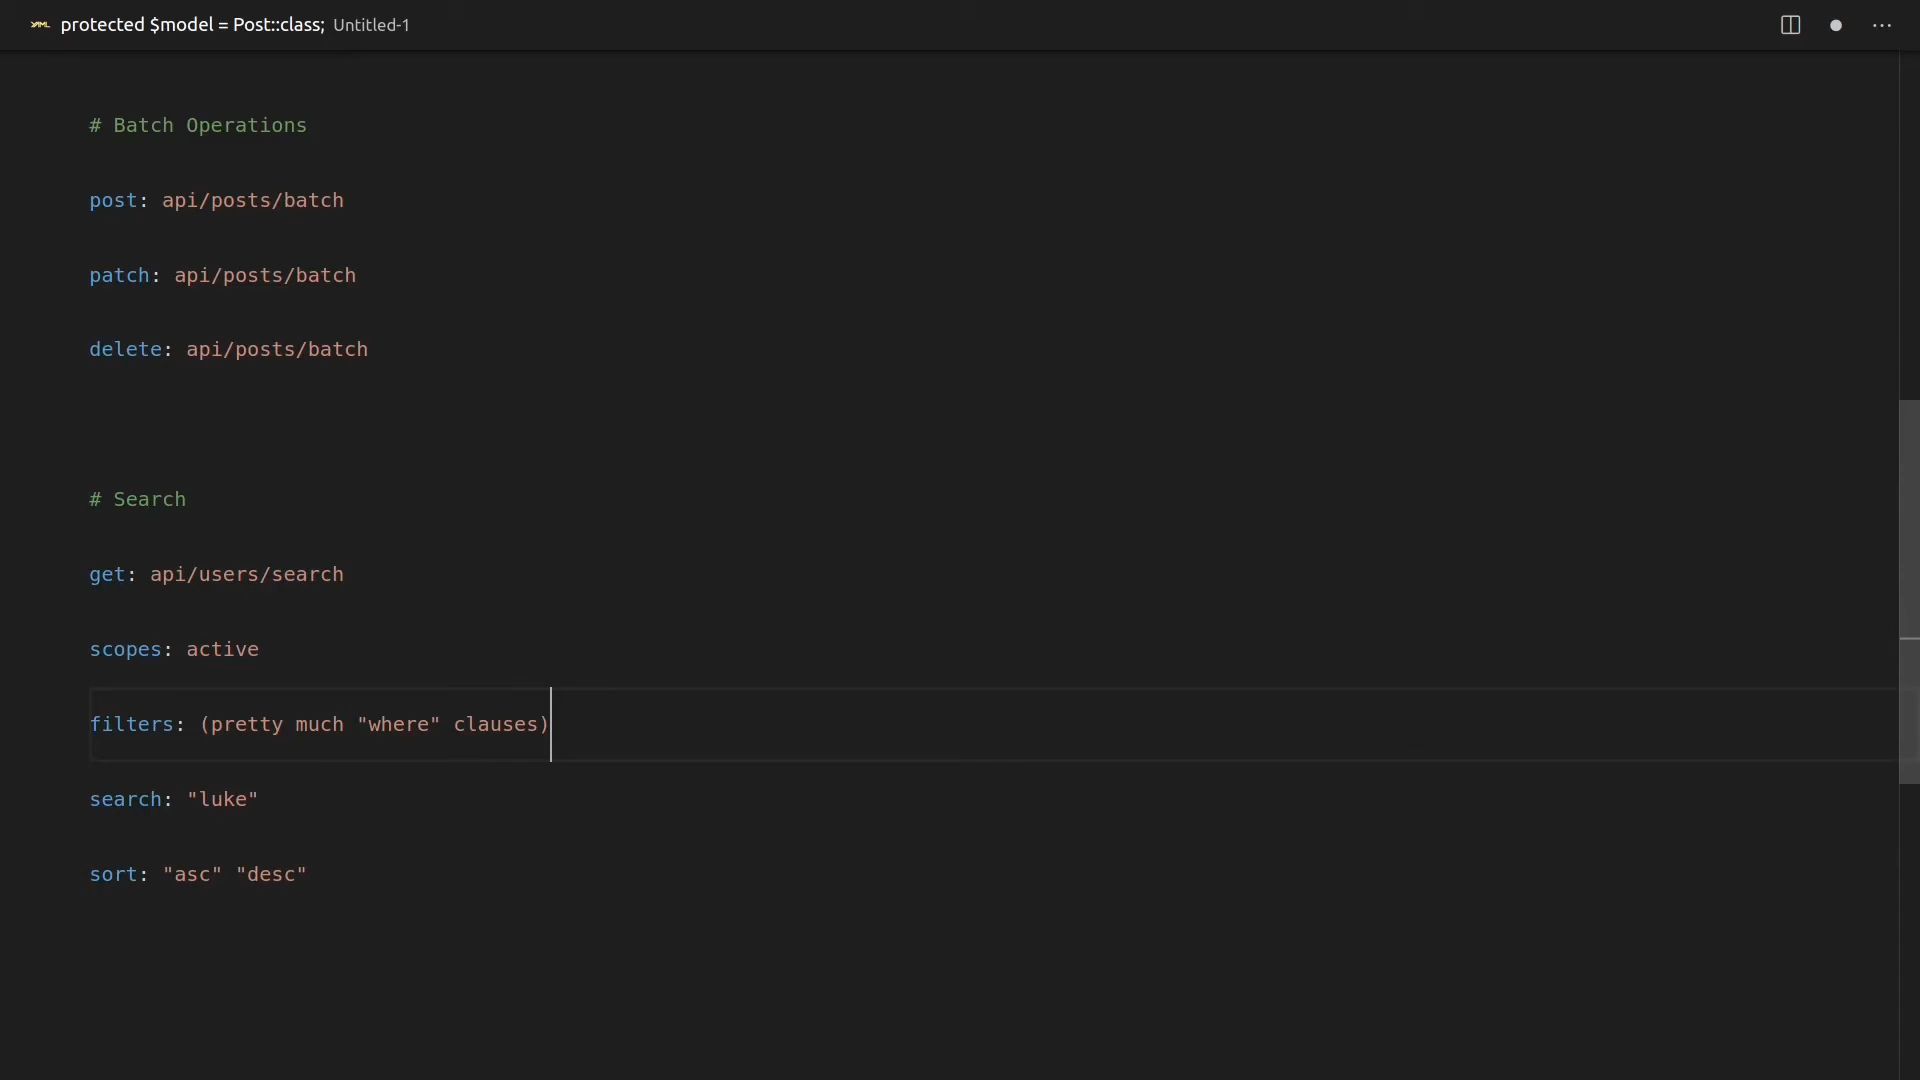 YAML protected $model = Post::class; Untitled-1
# Batch Operations
post: api/posts/batch
patch: api/posts/batch
delete: api/posts/batch
# Search
get: api/users/search
scopes: active
filters: (pretty much "where" clauses)
search: "luke"
sort: "asc" "desc"